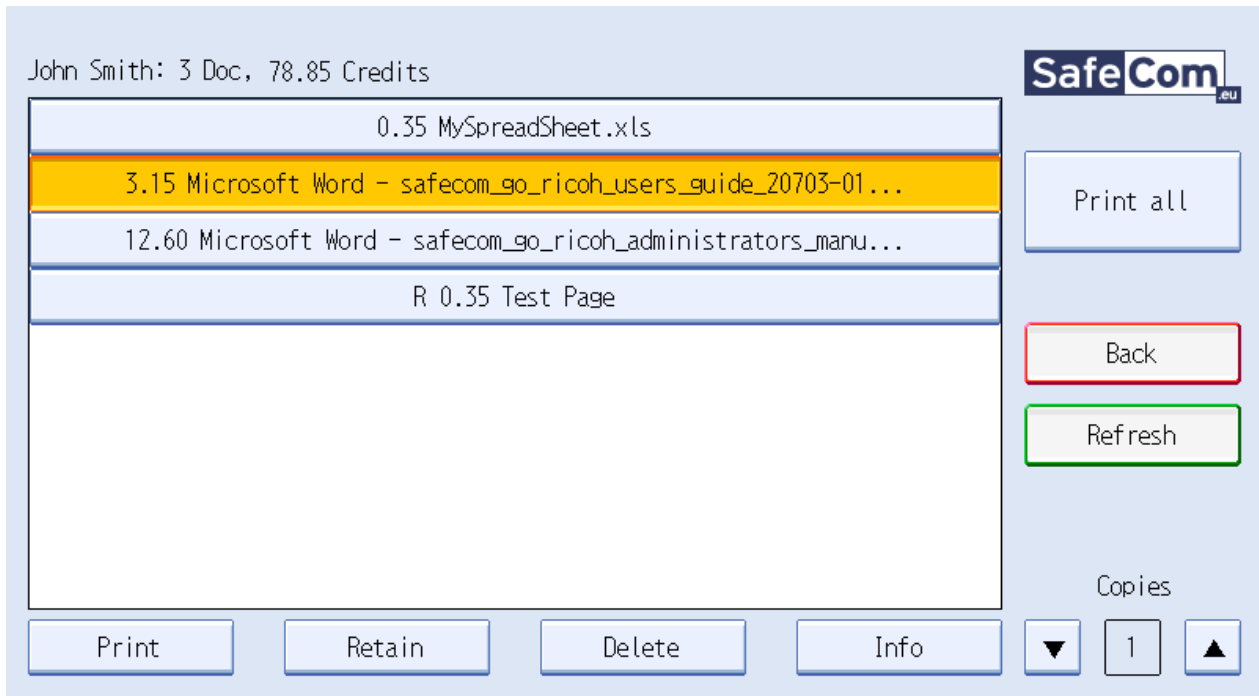 John Smith: 3 Doc, 78.85 Credits
SafeCom
.eu
0.35 MySpreadSheet.xls
3.15 Microsoft Word - safecom_go_ricoh_users_guide_20703-01...
12.60 Microsoft Word - safecom_go_ricoh_administrators_manu...
R 0.35 Test Page
Print all
Back
Refresh
Copies
Print
Retain
Delete
Info
▼ 1 ▲